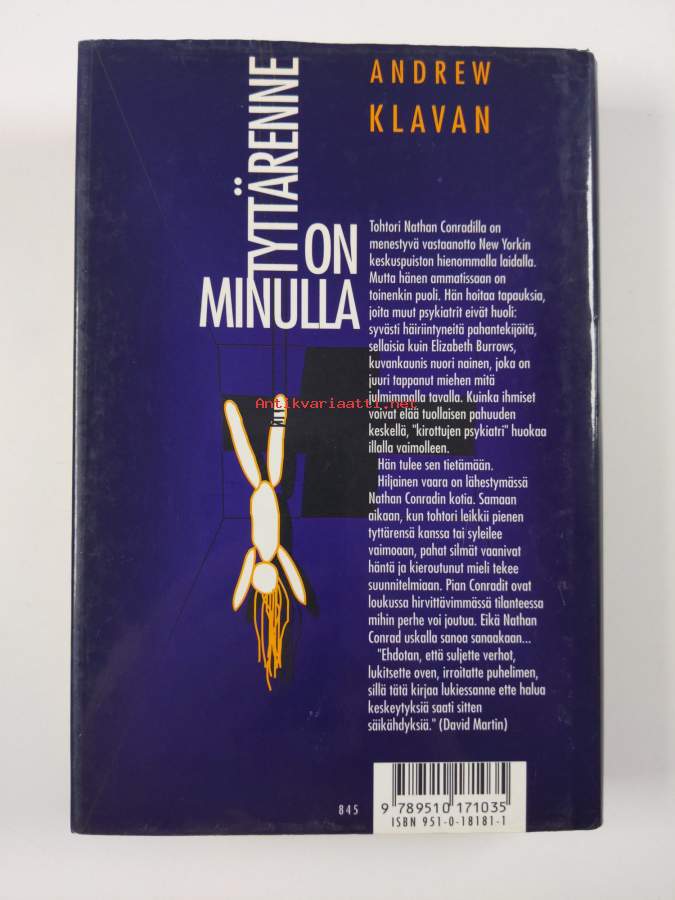 ANDREW
KLAVAN
TYTTÄRENNE
ON
MINULLA
Tohtori Nathan Conradilla on
menestyvä vastaanotto New Yorkin
keskuspuiston hienommalla laidalla.
Mutta hänen ammatissaan on
toinenkin puoli. Hän hoitaa tapauksia,
joita muut psykiatrit eivät huoli:
syvästi häiriintyneitä pahantekijöitä,
sellaisia kuin Elizabeth Burrows,
kuvankaunis nuori nainen, joka on
juuri tappanut miehen mitä
julmimmalla tavalla. Kuinka ihmiset
voivat elää tuollaisen pahuuden
keskellä, "kirottujen psykiatri" huokaa
illalla vaimolleen.
Hän tulee sen tietämään.
Hiljainen vaara on lähestymässä
Nathan Conradin kotia. Samaan
aikaan, kun tohtori leikkii pienen
tyttärensä kanssa tai syleilee
vaimoaan, pahat silmät vaanivat
häntä ja kieroutunut mieli tekee
suunnitelmiaan. Pian Conradit ovat
loukussa hirvittävimmässä tilanteessa
mihin perhe voi joutua. Eikä Nathan
Conrad uskalla sanoa sanaakaan...
"Ehdotan, että suljette verhot,
lukitsette oven, irroitatte puhelimen,
sillä tätä kirjaa lukiessanne ette halua
keskeytyksiä saati sitten
säikähdyksiä." (David Martin)
Antikvariaatti.net
845
9 789510 171035
ISBN 951-0-18181-1